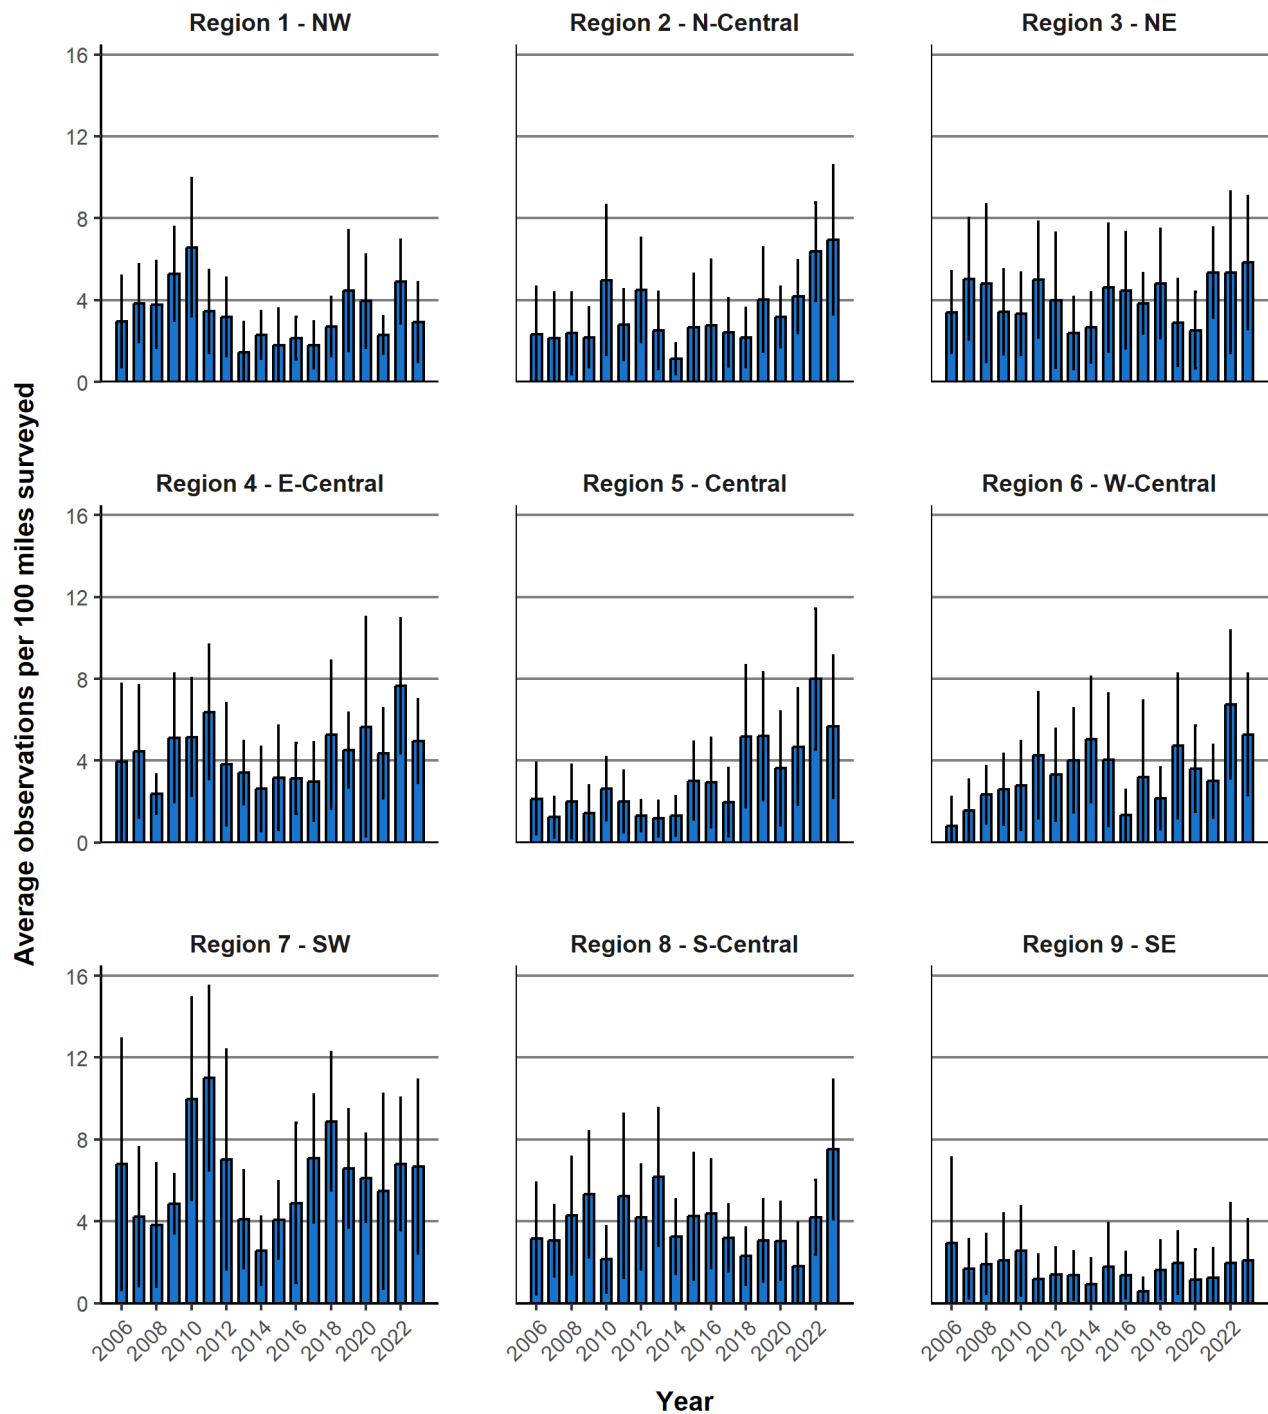 Region 1 - NW
Region 2 - N-Central
Region 3 - NE
16
12
8
4
0
Region 4 - E-Central
Region 5 - Central
Region 6 - W-Central
16
12
8
4
0
Region 7 - SW
Region 8 - S-Central
Region 9 - SE
16
12
8
4
0
2006 2008 2010 2012 2014 2016 2018 2020 2022
2006 2008 2010 2012 2014 2016 2018 2020 2022
2006 2008 2010 2012 2014 2016 2018 2020 2022
Average observations per 100 miles surveyed
Year